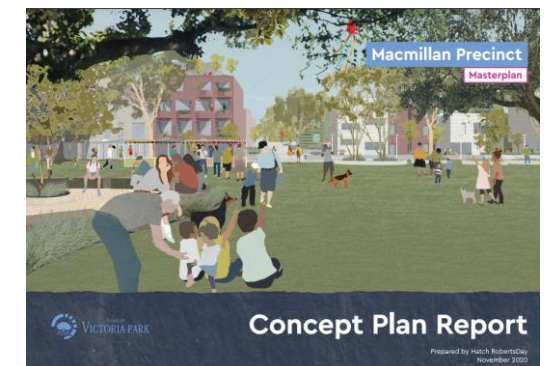 Macmillan Precinct
Masterplan
TOWN OF
VICTORIA PARK
Concept Plan Report
Prepared by Hatch RobertsDay
November 2020